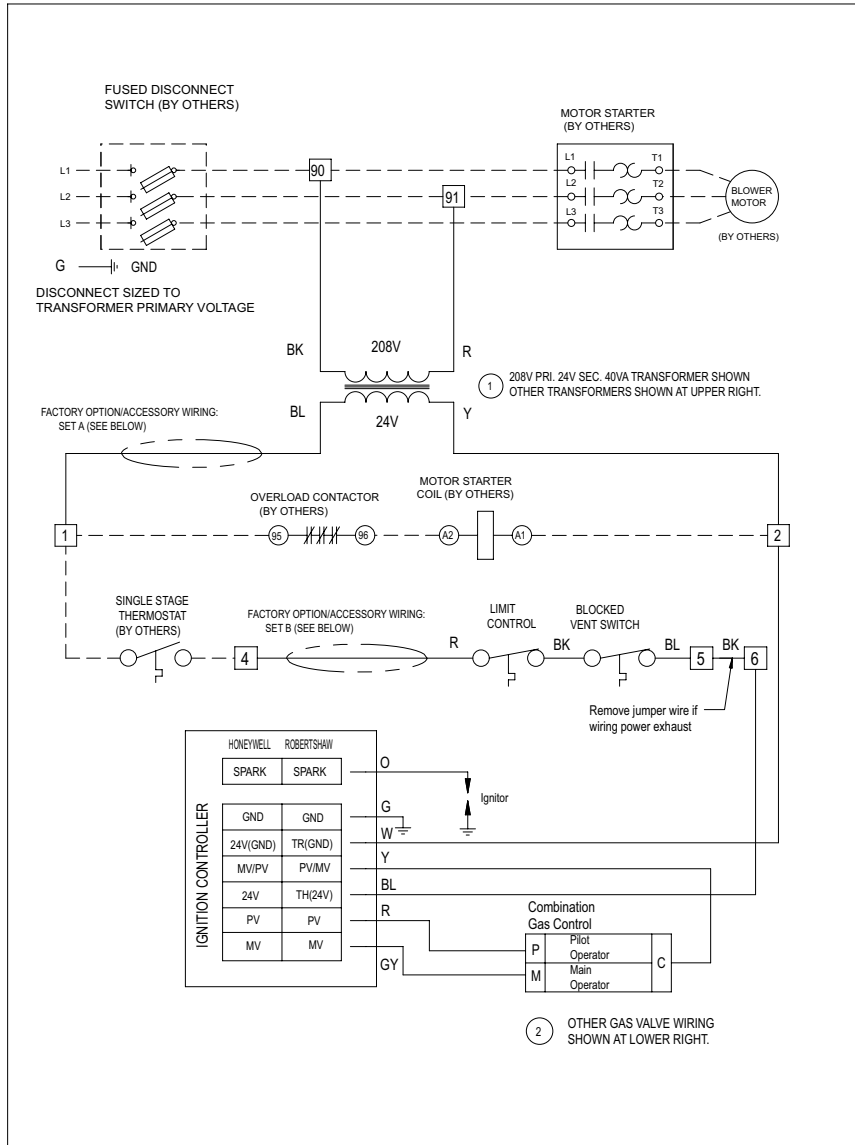 FUSED DISCONNECT
SWITCH (BY OTHERS)
MOTOR STARTER
(BY OTHERS)
L1
L2
L3
90
91
L1
T1
L2
T2
L3
T3
BLOWER
MOTOR
(BY OTHERS)
G
GND
DISCONNECT SIZED TO
TRANSFORMER PRIMARY VOLTAGE
BK
208V
R
1
208V PRI. 24V SEC. 40VA TRANSFORMER SHOWN
OTHER TRANSFORMERS SHOWN AT UPPER RIGHT.
BL
24V
Y
FACTORY OPTION/ACCESSORY WIRING:
SET A (SEE BELOW)
OVERLOAD CONTACTOR
(BY OTHERS)
MOTOR STARTER
COIL (BY OTHERS)
1
95
96
A2
A1
2
SINGLE STAGE
THERMOSTAT
(BY OTHERS)
FACTORY OPTION/ACCESSORY WIRING:
SET B (SEE BELOW)
LIMIT
CONTROL
BLOCKED
VENT SWITCH
4
R
BK
BL
5
BK
6
Remove jumper wire if
wiring power exhaust
IGNITION CONTROLLER
HONEYWELL ROBERTSHAW
SPARK SPARK
O
Ignitor
GND GND
G
24V(GND) TR(GND)
W
MV/PV PV/MV
Y
24V TH(24V)
BL
PV PV
R
MV MV
GY
Combination
Gas Control
P
Pilot
Operator
M
Main
Operator
C
2
OTHER GAS VALVE WIRING
SHOWN AT LOWER RIGHT.